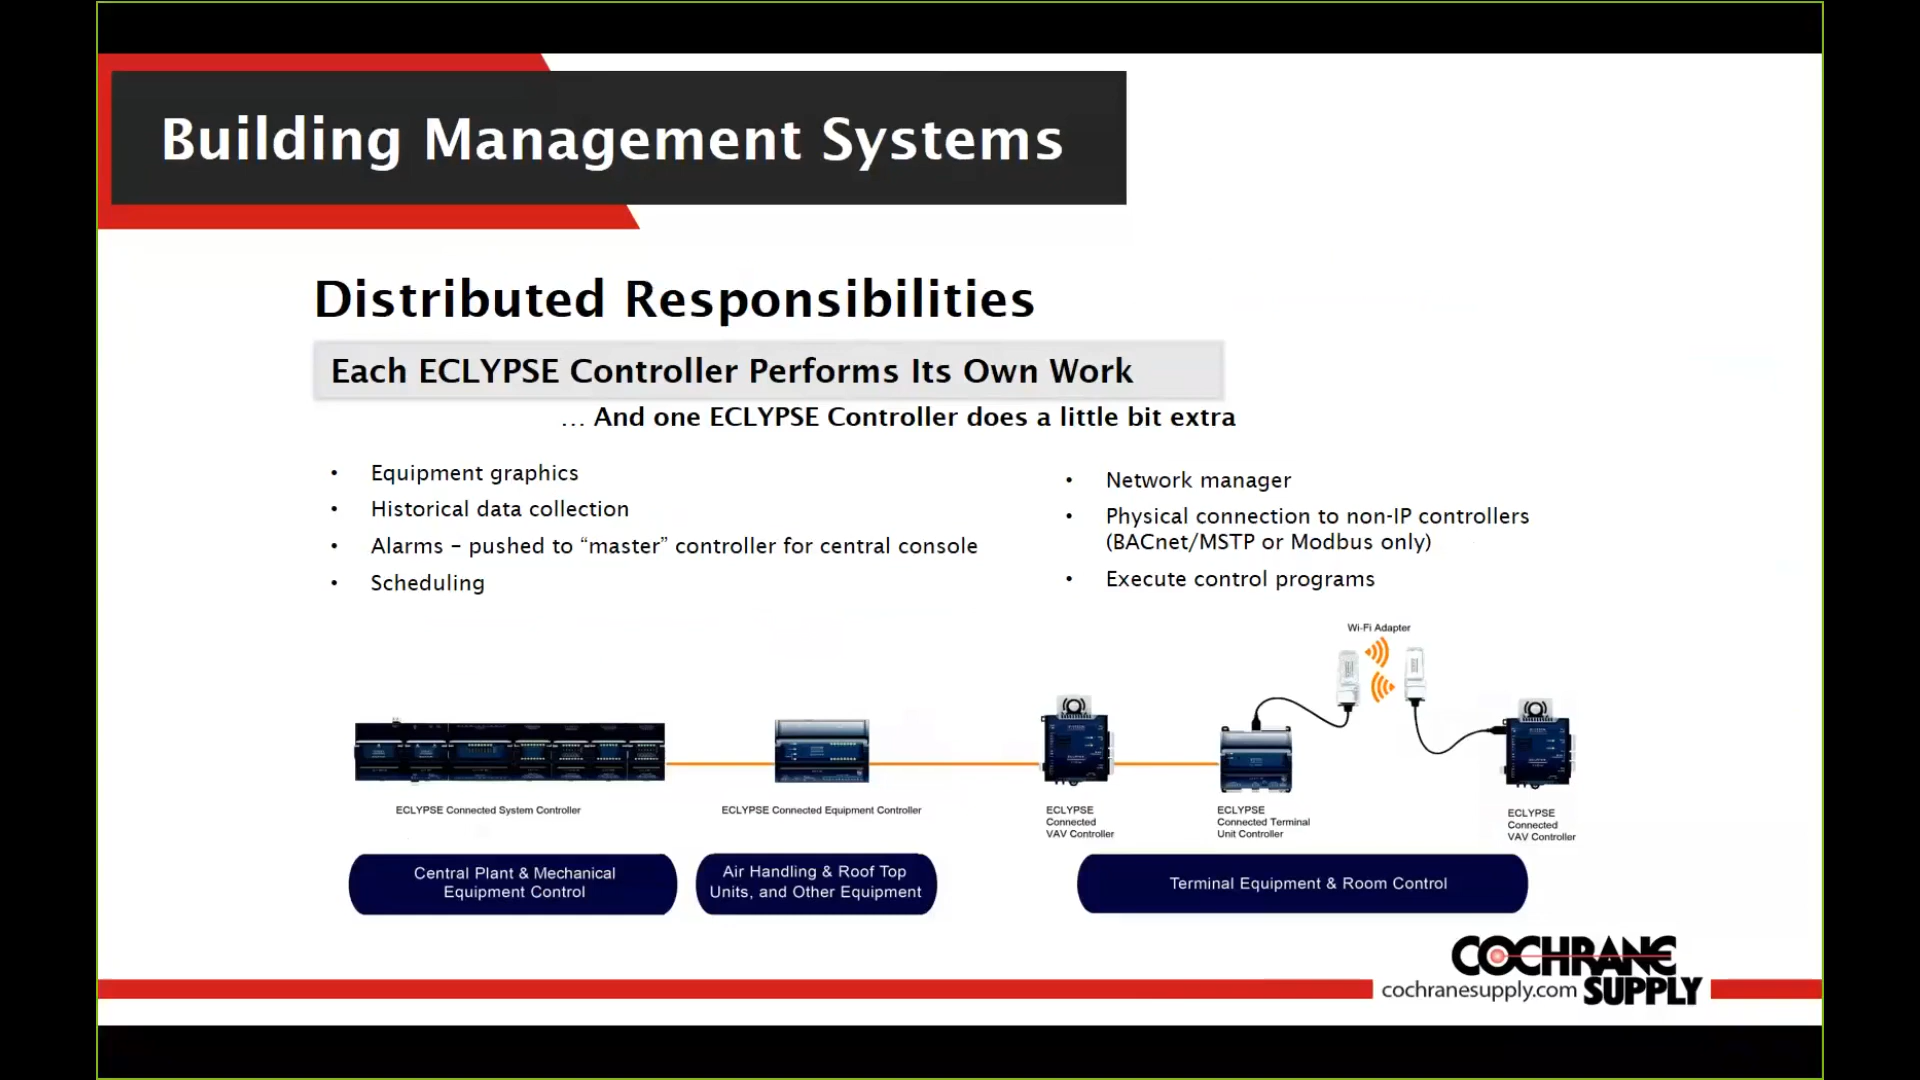 Building Management Systems
Distributed Responsibilities
Each ECLYPSE Controller Performs Its Own Work
... And one ECLYPSE Controller does a little bit extra
• Equipment graphics
• Historical data collection
• Alarms – pushed to “master” controller for central console
• Scheduling
• Network manager
• Physical connection to non-IP controllers
(BACnet/MSTP or Modbus only)
• Execute control programs
Wi-Fi Adapter
ECLYPSE Connected System Controller
ECLYPSE Connected Equipment Controller
ECLYPSE
Connected
VAV Controller
ECLYPSE
Connected Terminal
Unit Controller
ECLYPSE
Connected
VAV Controller
Central Plant & Mechanical
Equipment Control
Air Handling & Roof Top
Units, and Other Equipment
Terminal Equipment & Room Control
COCHRANE
cochranesupply.com SUPPLY